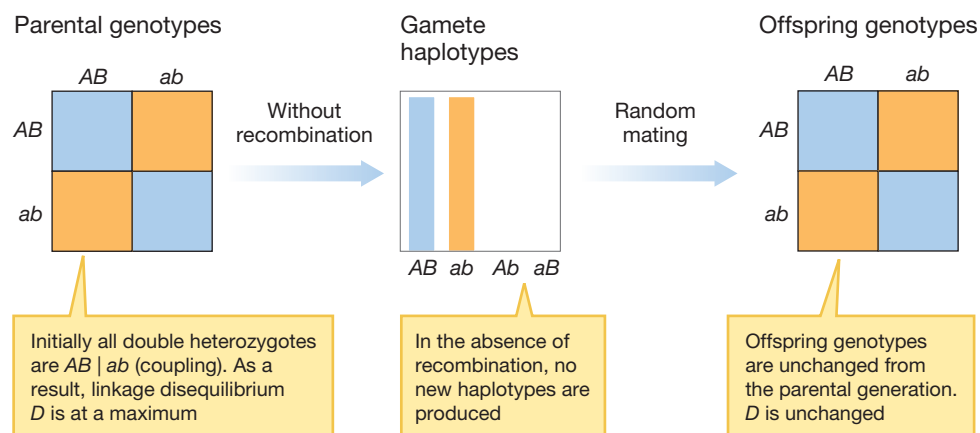 Parental genotypes
AB ab
AB
ab
Without
recombination
Gamete
haplotypes
AB ab Ab aB
Random
mating
Offspring genotypes
AB ab
AB
ab
Initially all double heterozygotes
are AB | ab (coupling). As a
result, linkage disequilibrium
D is at a maximum
In the absence of
recombination, no
new haplotypes are
produced
Offspring genotypes
are unchanged from
the parental generation.
D is unchanged